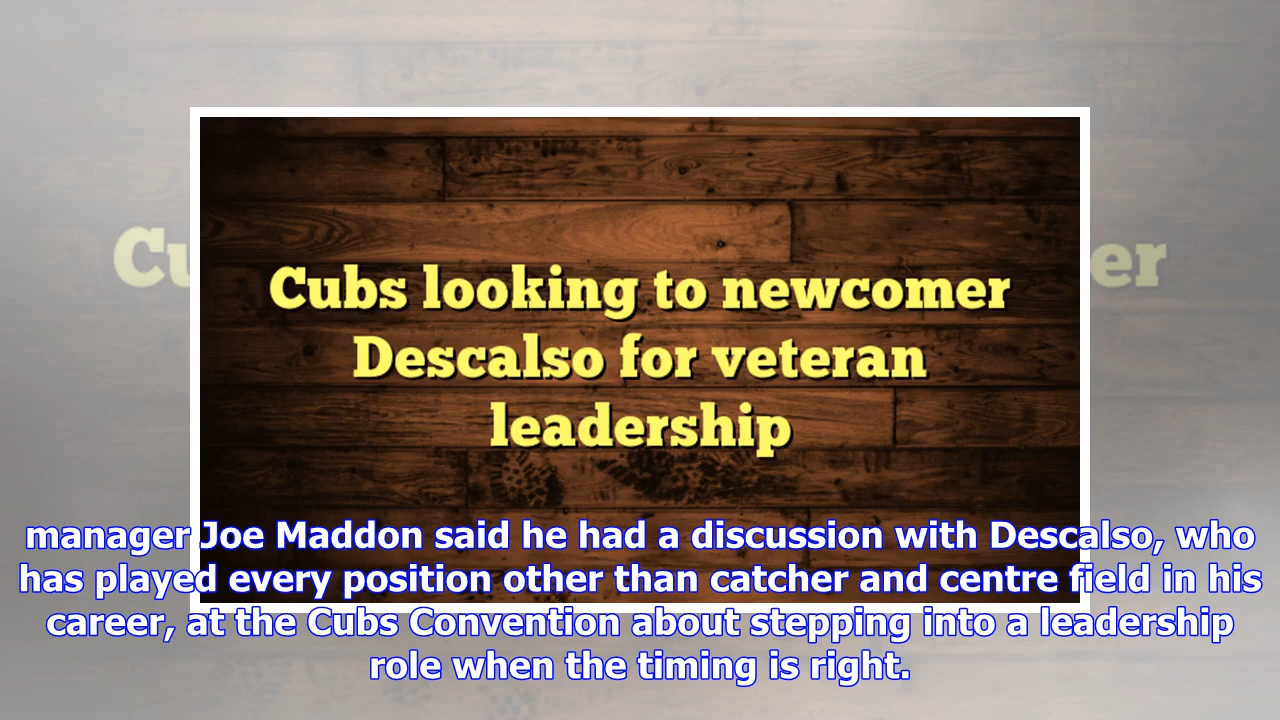 Cu
er
Cubs looking to newcomer
Descalso for veteran
leadership
manager Joe Maddon said he had a discussion with Descalso, who
has played every position other than catcher and centre field in his
career, at the Cubs Convention about stepping into a leadership
role when the timing is right.